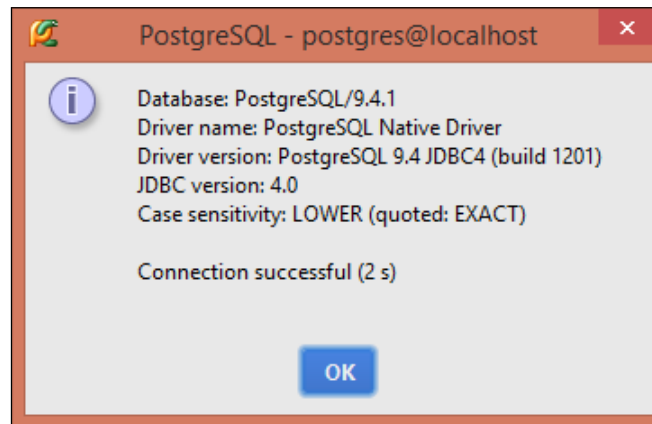 PostgreSQL - postgres@localhost
Database: PostgreSQL/9.4.1
Driver name: PostgreSQL Native Driver
Driver version: PostgreSQL 9.4 JDBC4 (build 1201)
JDBC version: 4.0
Case sensitivity: LOWER (quoted: EXACT)
Connection successful (2 s)
OK